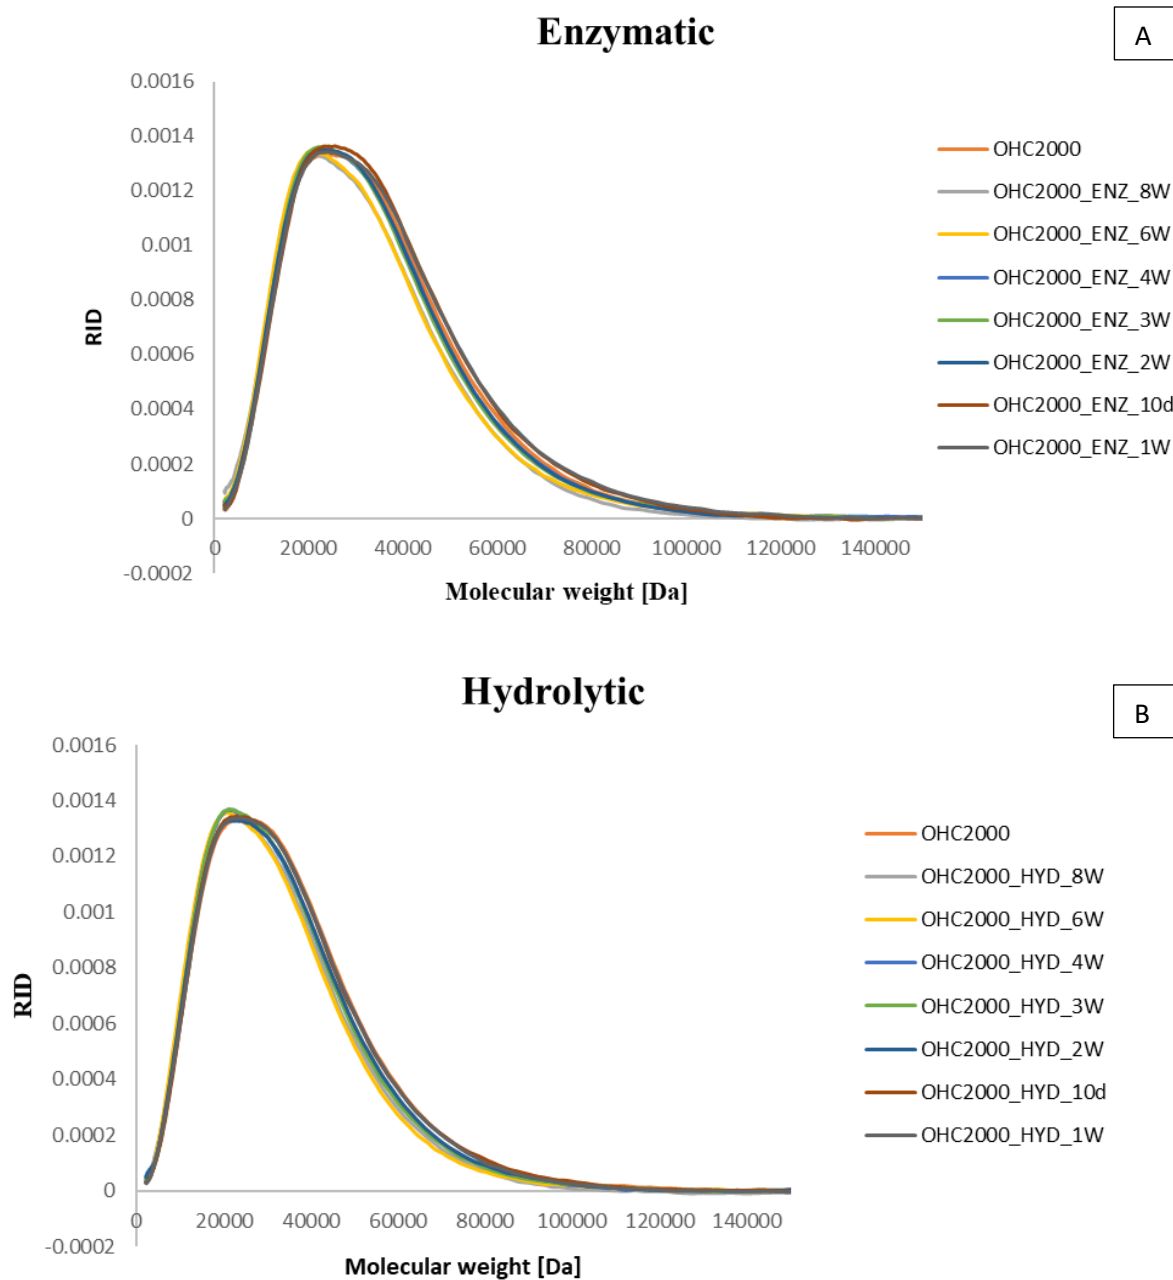 Enzymatic
A
0.0016
0.0014
0.0012
0.001
0.0008
0.0006
0.0004
0.0002
0
-0.0002
RID
0 20000 40000 60000 80000 100000 120000 140000
Molecular weight [Da]
OHC2000
OHC2000_ENZ_8W
OHC2000_ENZ_6W
OHC2000_ENZ_4W
OHC2000_ENZ_3W
OHC2000_ENZ_2W
OHC2000_ENZ_10d
OHC2000_ENZ_1W
Hydrolytic
B
0.0016
0.0014
0.0012
0.001
0.0008
0.0006
0.0004
0.0002
0
-0.0002
RID
0 20000 40000 60000 80000 100000 120000 140000
Molecular weight [Da]
OHC2000
OHC2000_HYD_8W
OHC2000_HYD_6W
OHC2000_HYD_4W
OHC2000_HYD_3W
OHC2000_HYD_2W
OHC2000_HYD_10d
OHC2000_HYD_1W